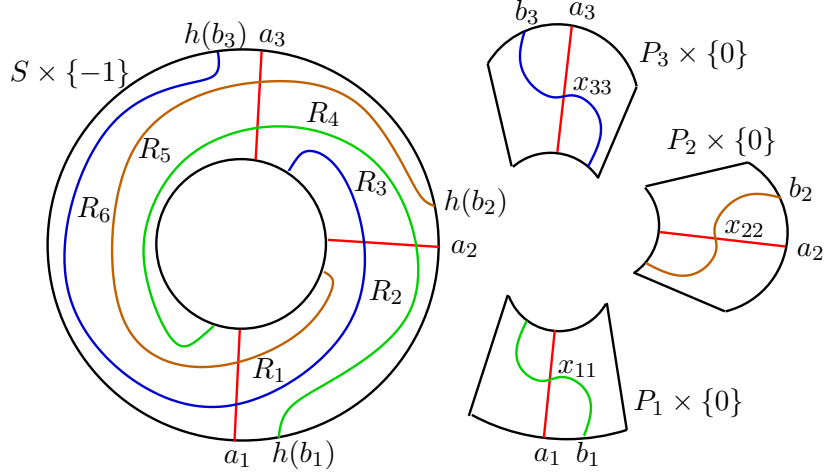 S × {−1}
h(b₃)
a₃
R₄
R₅
R₃
R₆
h(b₂)
a₂
R₂
R₁
a₁
h(b₁)
b₃
a₃
P₃ × {0}
x₃₃
P₂ × {0}
b₂
x₂₂
a₂
x₁₁
P₁ × {0}
a₁
b₁